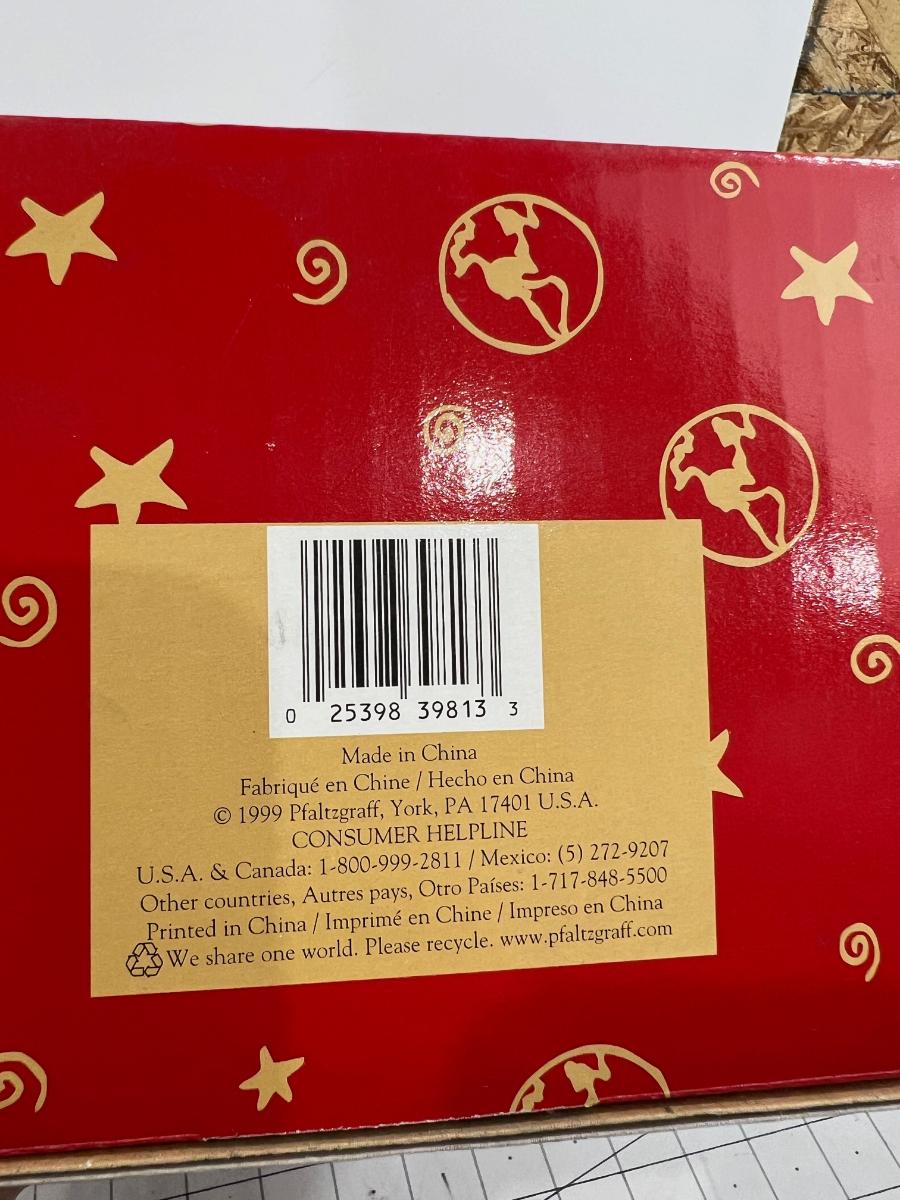 0 25398 39813 3
Made in China
Fabriqué en Chine / Hecho en China
© 1999 Pfaltzgraff, York, PA 17401 U.S.A.
CONSUMER HELPLINE
U.S.A. & Canada: 1-800-999-2811 / Mexico: (5) 272-9207
Other countries, Autres pays, Otro Países: 1-717-848-5500
Printed in China / Imprimé en Chine / Impreso en China
We share one world. Please recycle. www.pfaltzgraff.com